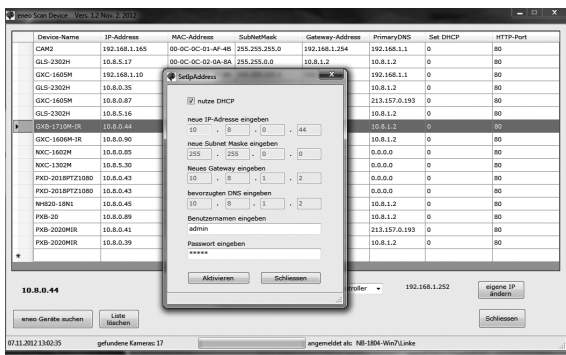 eneo Scan Device Vers. 1.2 Nov. 2, 2012
Device-Name IP-Address MAC-Address SubNetMask Gateway-Address PrimaryDNS Set DHCP HTTP-Port
CAM2 192.168.1.165 00-0C-0C-01-AF-4B 255.255.255.0 192.168.1.254 192.168.1.1 0 80
GLS-2302H 10.8.5.17 00-0C-0C-02-0A-8A 255.255.0.0 10.8.1.2 10.8.1.2 0 80
GXC-1605M 192.168.1.10 192.168.1.1 0 80
GLS-2302H 10.8.0.35 10.8.1.2 0 80
GXC-1605M 10.8.0.87 213.157.0.193 0 80
GLS-2302H 10.8.5.16 10.8.1.2 0 80
GXB-1710M-IR 10.8.0.44 10.8.1.2 0 80
GXC-1606M-IR 10.8.0.90 10.8.1.2 0 80
NXC-1602M 10.8.0.85 0.0.0.0 0 80
NXC-1302M 10.8.5.30 0.0.0.0 0 80
PXD-2018PTZ1080 10.8.0.43 0.0.0.0 0 80
PXD-2018PTZ1080 10.8.0.43 0.0.0.0 0 80
NH820-18N1 10.8.0.45 10.8.1.2 0 80
PXB-20 10.8.0.89 10.8.1.2 0 80
PXB-2020MIR 10.8.0.41 213.157.0.193 0 80
PXB-2020MIR 10.8.0.39 10.8.1.2 0 80
SetIpAddress
nutze DHCP
neue IP-Adresse eingeben
10 . 8 . 0 . 44
neue Subnet Maske eingeben
255 . 255 . 0 . 0
Neues Gateway eingeben
10 . 8 . 1 . 2
bevorzugten DNS eingeben
10 . 8 . 1 . 2
Benutzernamen eingeben
admin
Passwort eingeben
*****
Aktivieren Schliessen
10.8.0.44
troller
192.168.1.252
eigene IP
ändern
eneo Geräte suchen
Liste
löschen
Schliessen
07.11.2012 13:02:35 gefundene Kameras: 17 angemeldet als: NB-1804-Win7\Linke